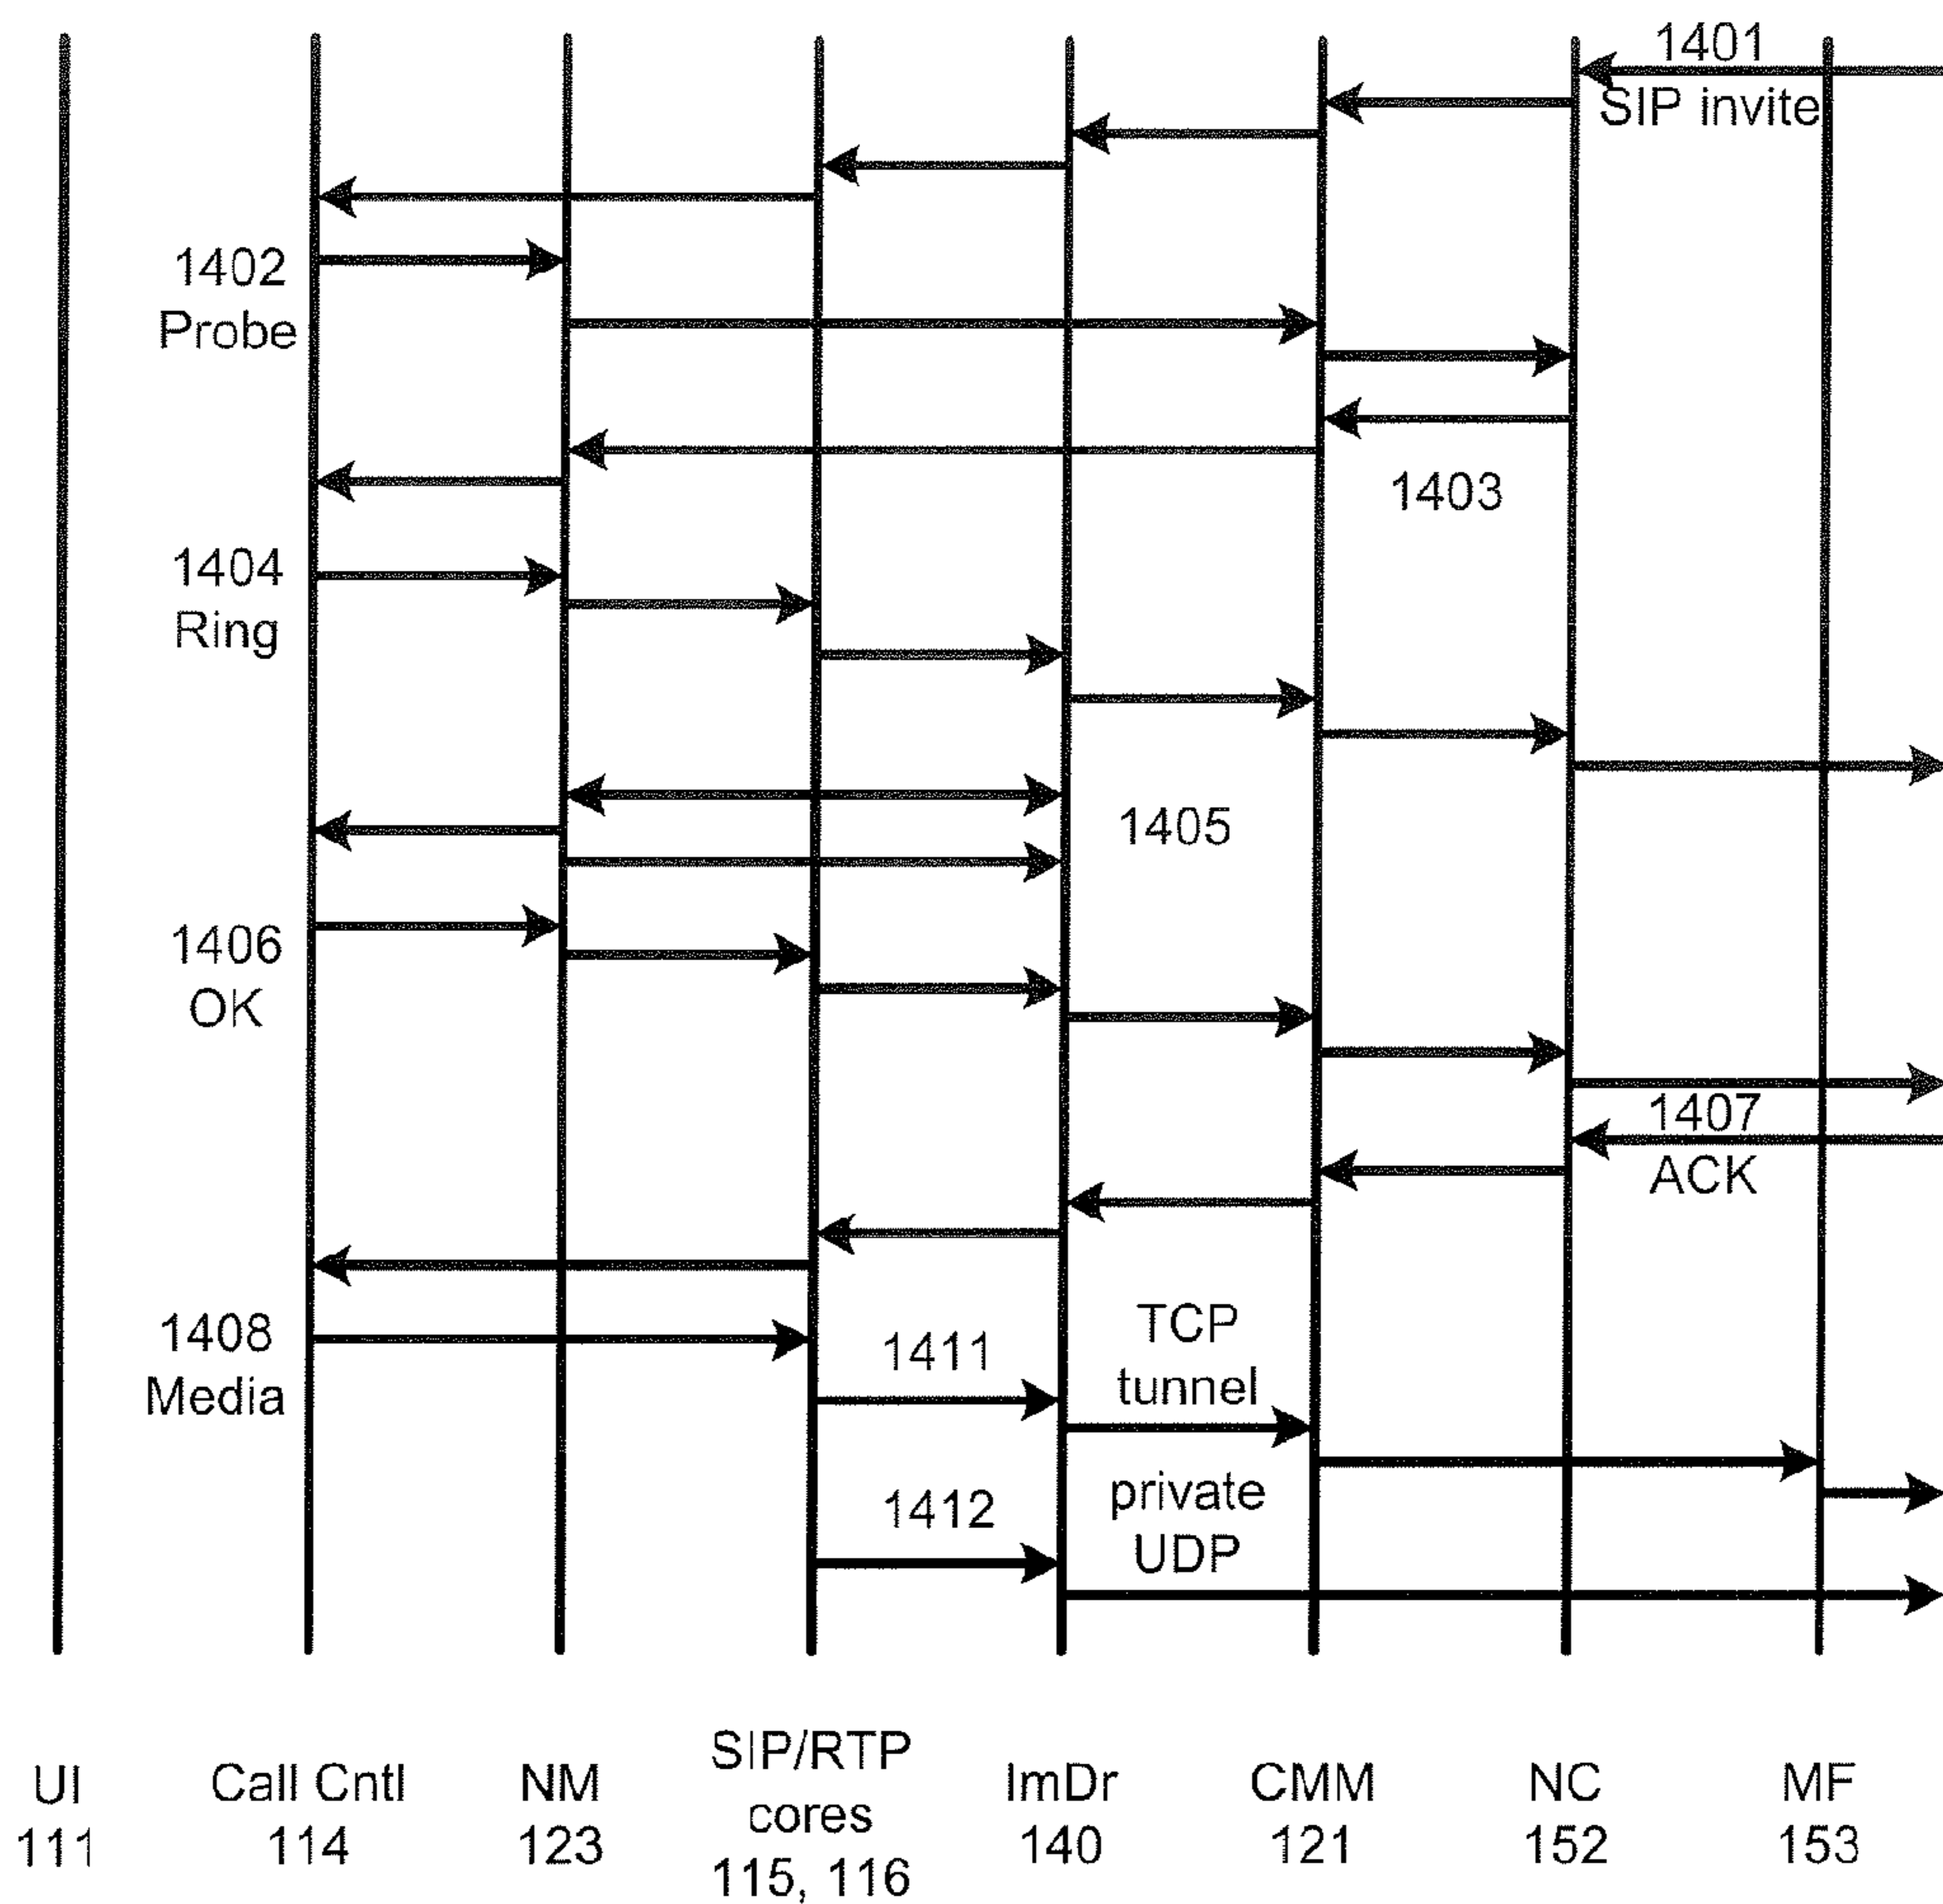 1401
SIP invite
1402
Probe
1403
1404
Ring
1405
1406
OK
1407
ACK
1408
Media
1411
TCP
tunnel
1412
private
UDP
UI
111
Call Cntl
114
NM
123
SIP/RTP
cores
115, 116
ImDr
140
CMM
121
NC
152
MF
153